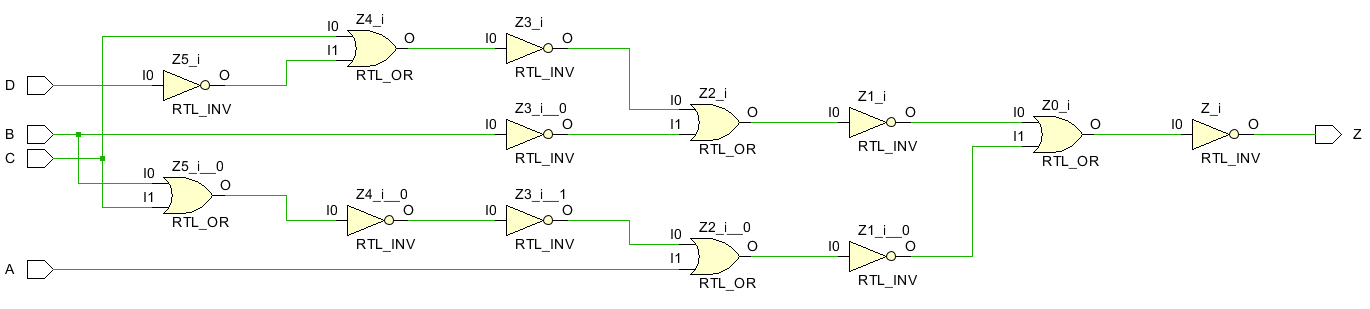 Z4_i
Z3_i
I0
O
I0
O
I1
Z5_i
RTL_OR
RTL_INV
D
I0
O
Z2_i
Z1_i
Z0_i
Z_i
RTL_INV
Z3_i__0
I0
O
I0
O
I0
O
I0
O
Z
B
I0
O
I1
I1
C
RTL_INV
RTL_OR
RTL_INV
RTL_OR
RTL_INV
Z5_i__0
I0
O
Z4_i__0
Z3_i__1
I1
I0
O
I0
O
RTL_OR
Z2_i__0
Z1_i__0
RTL_INV
RTL_INV
I0
O
I0
O
A
I1
RTL_OR
RTL_INV